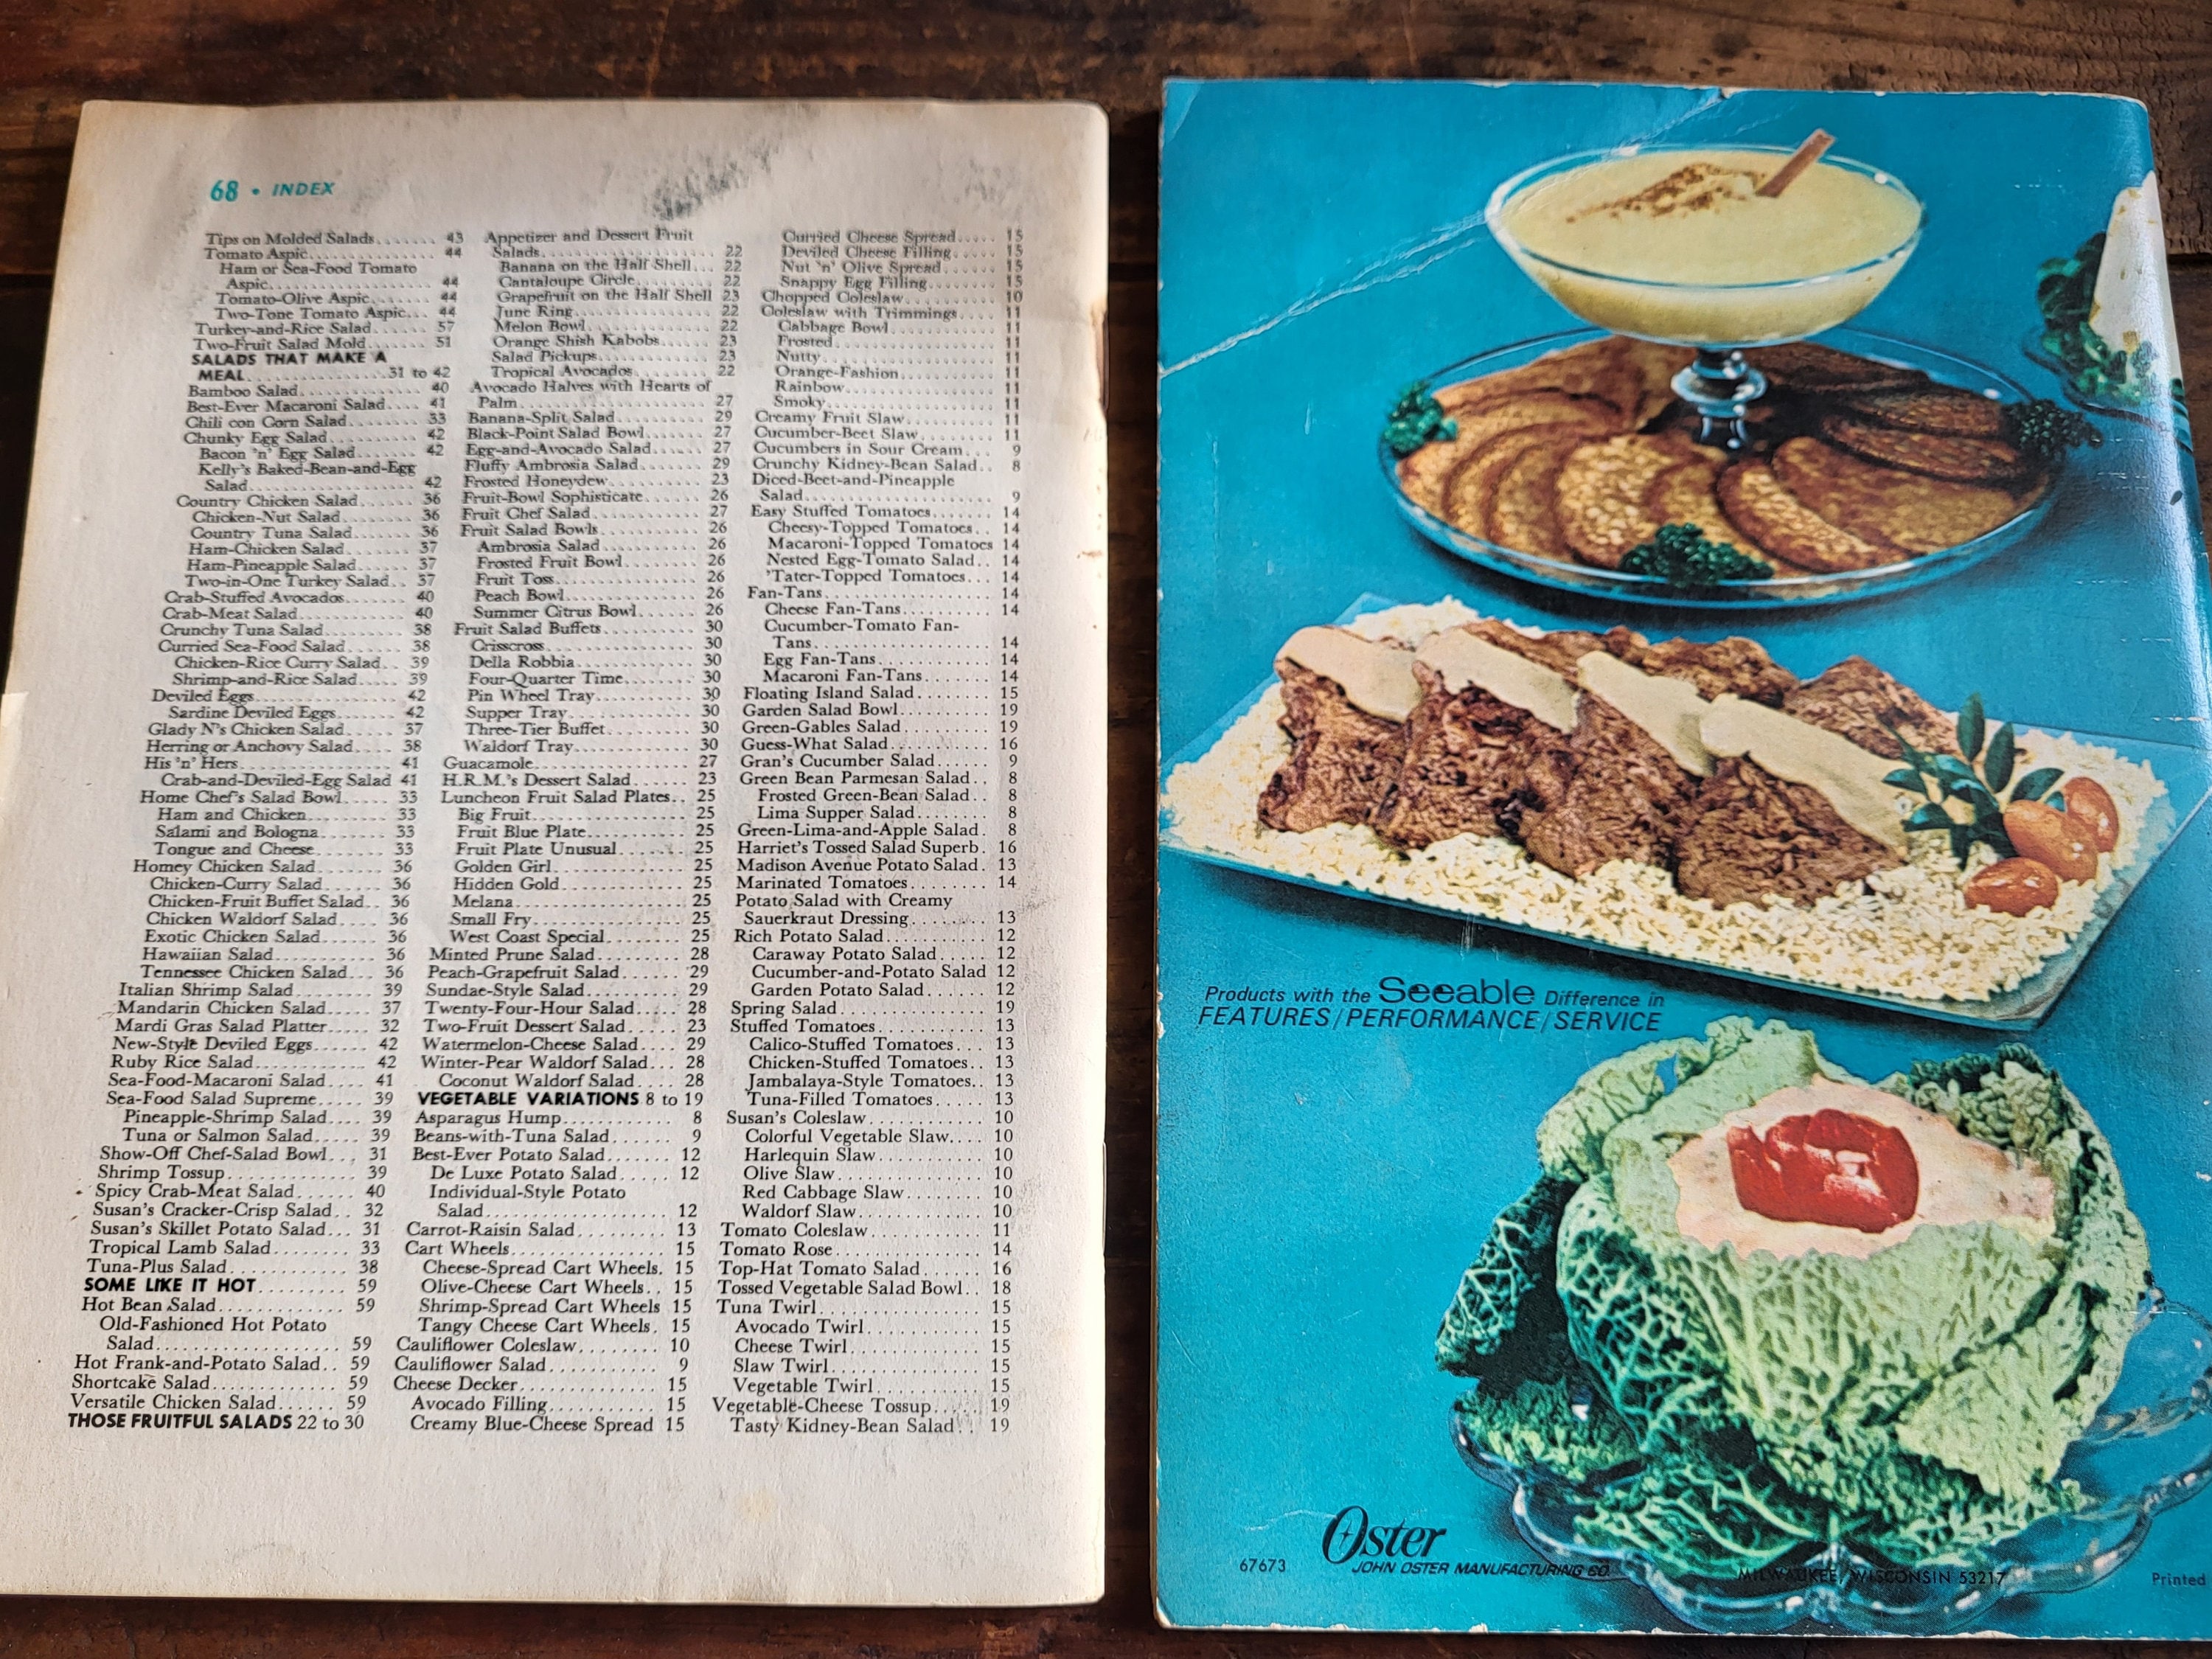 68 • INDEX
Tips on Molded Salads....... 43
Tomato Aspic................ 44
Ham or Sea-Food Tomato
Aspic.................... 44
Tomato-Olive Aspic........ 44
Two-Tone Tomato Aspic... 44
Turkey-and-Rice Salad...... 57
Two-Fruit Salad Mold....... 51
SALADS THAT MAKE A
MEAL................31 to 42
Bamboo Salad.............. 40
Best-Ever Macaroni Salad.... 41
Chili con Corn Salad........ 33
Chunky Egg Salad.......... 42
Bacon 'n' Egg Salad....... 42
Kelly's Baked-Bean-and-Egg
Salad.................... 42
Country Chicken Salad...... 36
Chicken-Nut Salad......... 36
Country Tuna Salad........ 36
Ham-Chicken Salad........ 37
Ham-Pineapple Salad...... 37
Two-in-One Turkey Salad.. 37
Crab-Stuffed Avocados...... 40
Crab-Meat Salad............ 40
Crunchy Tuna Salad........ 38
Curried Sea-Food Salad..... 38
Chicken-Rice Curry Salad.. 39
Shrimp-and-Rice Salad..... 39
Deviled Eggs............... 42
Sardine Deviled Eggs...... 42
Glady N's Chicken Salad.... 37
Herring or Anchovy Salad.... 38
His 'n' Hers................ 41
Crab-and-Deviled-Egg Salad 41
Home Chef's Salad Bowl..... 33
Ham and Chicken.......... 33
Salami and Bologna........ 33
Tongue and Cheese........ 33
Homey Chicken Salad....... 36
Chicken-Curry Salad....... 36
Chicken-Fruit Buffet Salad.. 36
Chicken Waldorf Salad..... 36
Exotic Chicken Salad...... 36
Hawaiian Salad............ 36
Tennessee Chicken Salad... 36
Italian Shrimp Salad........ 39
Mandarin Chicken Salad..... 37
Mardi Gras Salad Platter..... 32
New-Style Deviled Eggs...... 42
Ruby Rice Salad............ 42
Sea-Food-Macaroni Salad.... 41
Sea-Food Salad Supreme..... 39
Pineapple-Shrimp Salad.... 39
Tuna or Salmon Salad..... 39
Show-Off Chef-Salad Bowl... 31
Shrimp Tossup.............. 39
Spicy Crab-Meat Salad...... 40
Susan's Cracker-Crisp Salad.. 32
Susan's Skillet Potato Salad... 31
Tropical Lamb Salad........ 33
Tuna-Plus Salad............ 38
SOME LIKE IT HOT......... 59
Hot Bean Salad............. 59
Old-Fashioned Hot Potato
Salad.................... 59
Hot Frank-and-Potato Salad.. 59
Shortcake Salad............. 59
Versatile Chicken Salad...... 59
THOSE FRUITFUL SALADS 22 to 30
Appetizer and Dessert Fruit
Salads.................... 22
Banana on the Half Shell... 22
Cantaloupe Circle......... 22
Grapefruit on the Half Shell 23
June Ring................. 22
Melon Bowl............... 22
Orange Shish Kabobs...... 23
Salad Pickups............. 23
Tropical Avocados......... 22
Avocado Halves with Hearts of
Palm.................... 27
Banana-Split Salad.......... 29
Black-Point Salad Bowl...... 27
Egg-and-Avocado Salad...... 27
Fluffy Ambrosia Salad....... 29
Frosted Honeydew.......... 23
Fruit-Bowl Sophisticate...... 26
Fruit Chef Salad............ 27
Fruit Salad Bowls........... 26
Ambrosia Salad........... 26
Frosted Fruit Bowl........ 26
Fruit Toss................ 26
Peach Bowl............... 26
Summer Citrus Bowl...... 26
Fruit Salad Buffets.......... 30
Crisscross................ 30
Della Robbia............. 30
Four-Quarter Time........ 30
Pin Wheel Tray........... 30
Supper Tray.............. 30
Three-Tier Buffet......... 30
Waldorf Tray............. 30
Guacamole................. 27
H.R.M.'s Dessert Salad...... 23
Luncheon Fruit Salad Plates.. 25
Big Fruit................. 25
Fruit Blue Plate........... 25
Fruit Plate Unusual....... 25
Golden Girl.............. 25
Hidden Gold............. 25
Melana.................. 25
Small Fry................ 25
West Coast Special........ 25
Minted Prune Salad......... 28
Peach-Grapefruit Salad...... 29
Sundae-Style Salad.......... 29
Twenty-Four-Hour Salad..... 28
Two-Fruit Dessert Salad..... 23
Watermelon-Cheese Salad.... 29
Winter-Pear Waldorf Salad... 28
Coconut Waldorf Salad.... 28
VEGETABLE VARIATIONS 8 to 19
Asparagus Hump............ 8
Beans-with-Tuna Salad...... 9
Best-Ever Potato Salad....... 12
De Luxe Potato Salad..... 12
Individual-Style Potato
Salad................... 12
Carrot-Raisin Salad......... 13
Cart Wheels................ 15
Cheese-Spread Cart Wheels. 15
Olive-Cheese Cart Wheels.. 15
Shrimp-Spread Cart Wheels 15
Tangy Cheese Cart Wheels. 15
Cauliflower Coleslaw........ 10
Cauliflower Salad........... 9
Cheese Decker.............. 15
Avocado Filling........... 15
Creamy Blue-Cheese Spread 15
Curried Cheese Spread..... 15
Deviled Cheese Filling..... 15
Nut 'n' Olive Spread...... 15
Snappy Egg Filling........ 15
Chopped Coleslaw.......... 10
Coleslaw with Trimmings.... 11
Cabbage Bowl............ 11
Frosted.................. 11
Nutty................... 11
Orange-Fashion.......... 11
Rainbow................. 11
Smoky.................. 11
Creamy Fruit Slaw.......... 11
Cucumber-Beet Slaw........ 11
Cucumbers in Sour Cream... 9
Crunchy Kidney-Bean Salad.. 8
Diced-Beet-and-Pineapple
Salad.................... 9
Easy Stuffed Tomatoes....... 14
Cheesy-Topped Tomatoes.. 14
Macaroni-Topped Tomatoes 14
Nested Egg-Tomato Salad.. 14
'Tater-Topped Tomatoes... 14
Fan-Tans.................. 14
Cheese Fan-Tans.......... 14
Cucumber-Tomato Fan-
Tans................... 14
Egg Fan-Tans............ 14
Macaroni Fan-Tans....... 14
Floating Island Salad........ 15
Garden Salad Bowl.......... 19
Green-Gables Salad......... 19
Guess-What Salad.......... 16
Gran's Cucumber Salad...... 9
Green Bean Parmesan Salad.. 8
Frosted Green-Bean Salad.. 8
Lima Supper Salad........ 8
Green-Lima-and-Apple Salad. 8
Harriet's Tossed Salad Superb. 16
Madison Avenue Potato Salad. 13
Marinated Tomatoes........ 14
Potato Salad with Creamy
Sauerkraut Dressing........ 13
Rich Potato Salad........... 12
Caraway Potato Salad..... 12
Cucumber-and-Potato Salad 12
Garden Potato Salad...... 12
Spring Salad............... 19
Stuffed Tomatoes........... 13
Calico-Stuffed Tomatoes... 13
Chicken-Stuffed Tomatoes.. 13
Jambalaya-Style Tomatoes.. 13
Tuna-Filled Tomatoes..... 13
Susan's Coleslaw............ 10
Colorful Vegetable Slaw.... 10
Harlequin Slaw........... 10
Olive Slaw............... 10
Red Cabbage Slaw........ 10
Waldorf Slaw............. 10
Tomato Coleslaw........... 11
Tomato Rose............... 14
Top-Hat Tomato Salad...... 16
Tossed Vegetable Salad Bowl.. 18
Tuna Twirl................ 15
Avocado Twirl............ 15
Cheese Twirl............. 15
Slaw Twirl............... 15
Vegetable Twirl........... 15
Vegetable-Cheese Tossup..... 19
Tasty Kidney-Bean Salad.. 19
Products with the Seeable Difference in
FEATURES/PERFORMANCE/SERVICE
Oster
67673 JOHN OSTER MANUFACTURING CO. MILWAUKEE, WISCONSIN 53217 Printed